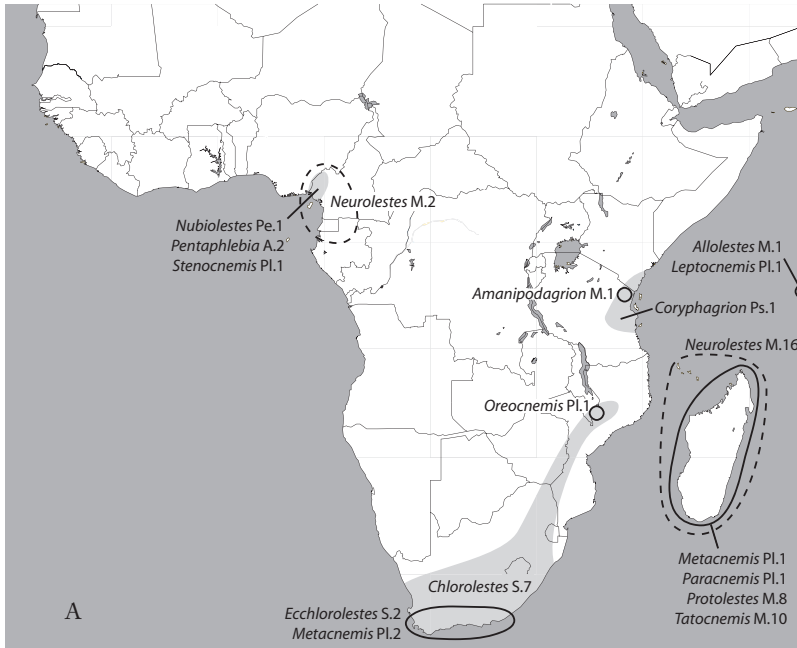 Neurolestes M.2
Nubiolestes Pe.1
Pentaphlebia A.2
Stenocnemis Pl.1
Allolestes M.1
Leptocnemis Pl.1
Amanipodagrion M.1
Coryphagrion Ps.1
Neurolestes M.16
Oreocnemis Pl.1
Metacnemis Pl.1
Paracnemis Pl.1
Protolestes M.8
Tatocnemis M.10
Chlorolestes S.7
Ecchlorolestes S.2
Metacnemis Pl.2
A